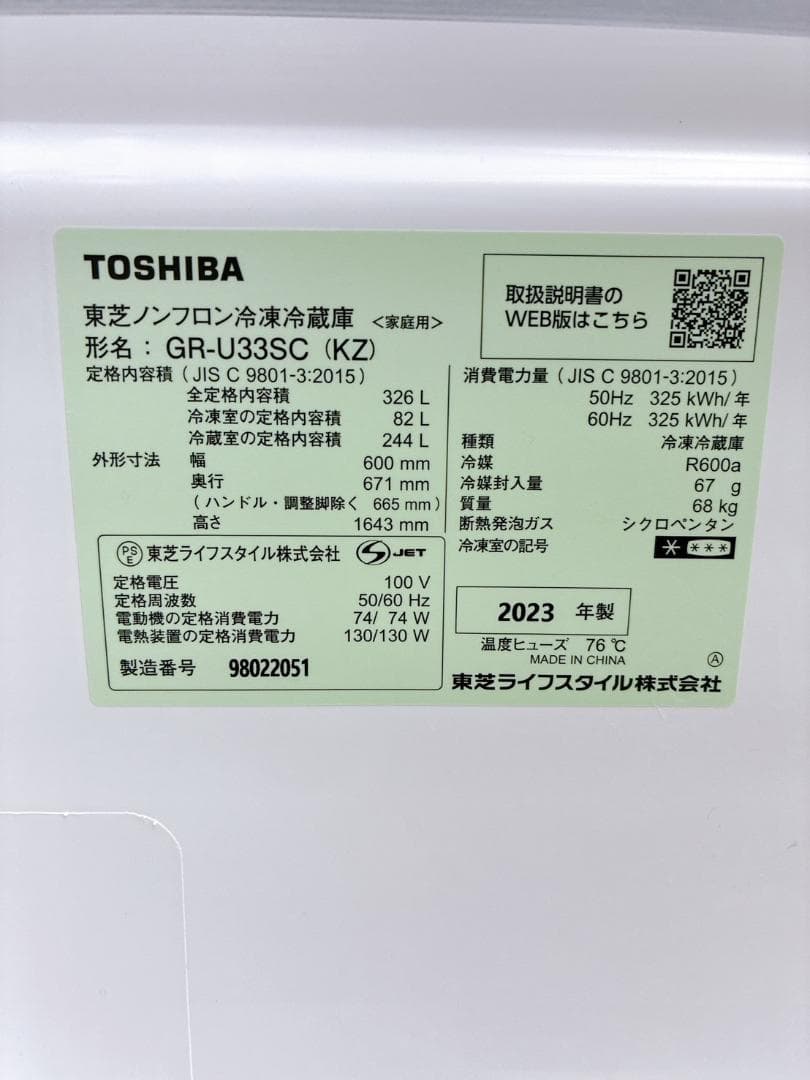 TOSHIBA
東芝ノンフロン冷凍冷蔵庫 <家庭用>
形名： GR-U33SC (KZ)
取扱説明書の
WEB版はこちら
定格内容積 ( JIS C 9801-3:2015 )
全定格内容積 326 L
冷凍室の定格内容積 82 L
冷蔵室の定格内容積 244 L
外形寸法 幅 600 mm
奥行 671 mm
( ハンドル・調整脚除く 665 mm )
高さ 1643 mm
消費電力量 ( JIS C 9801-3:2015 )
50Hz 325 kWh/年
60Hz 325 kWh/年
種類 冷凍冷蔵庫
冷媒 R600a
冷媒封入量 67 g
質量 68 kg
断熱発泡ガス シクロペンタン
冷凍室の記号 * ***
PSE 東芝ライフスタイル株式会社 S JET
定格電圧 100 V
定格周波数 50/60 Hz
電動機の定格消費電力 74/ 74 W
電熱装置の定格消費電力 130/130 W
製造番号 98022051
2023 年製
温度ヒューズ 76 ℃
MADE IN CHINA Ⓐ
東芝ライフスタイル株式会社